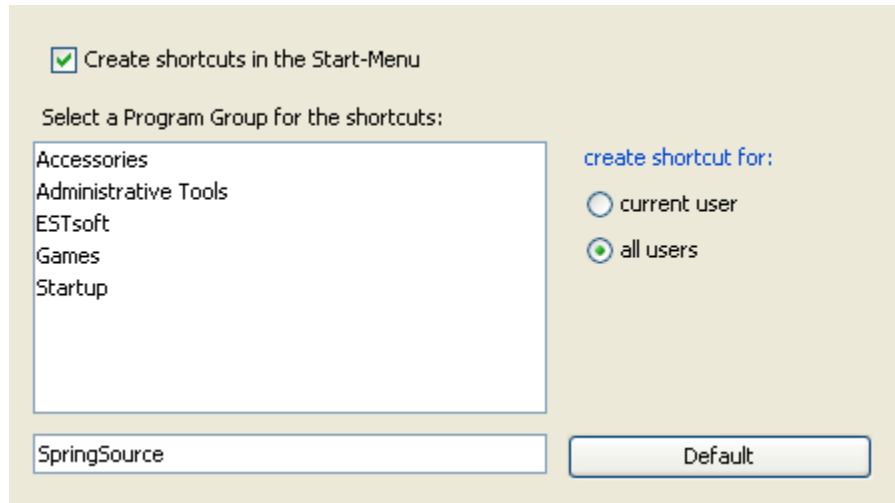 Create shortcuts in the Start-Menu
Select a Program Group for the shortcuts:
Accessories
Administrative Tools
ESTsoft
Games
Startup
create shortcut for:
current user
all users
SpringSource
Default